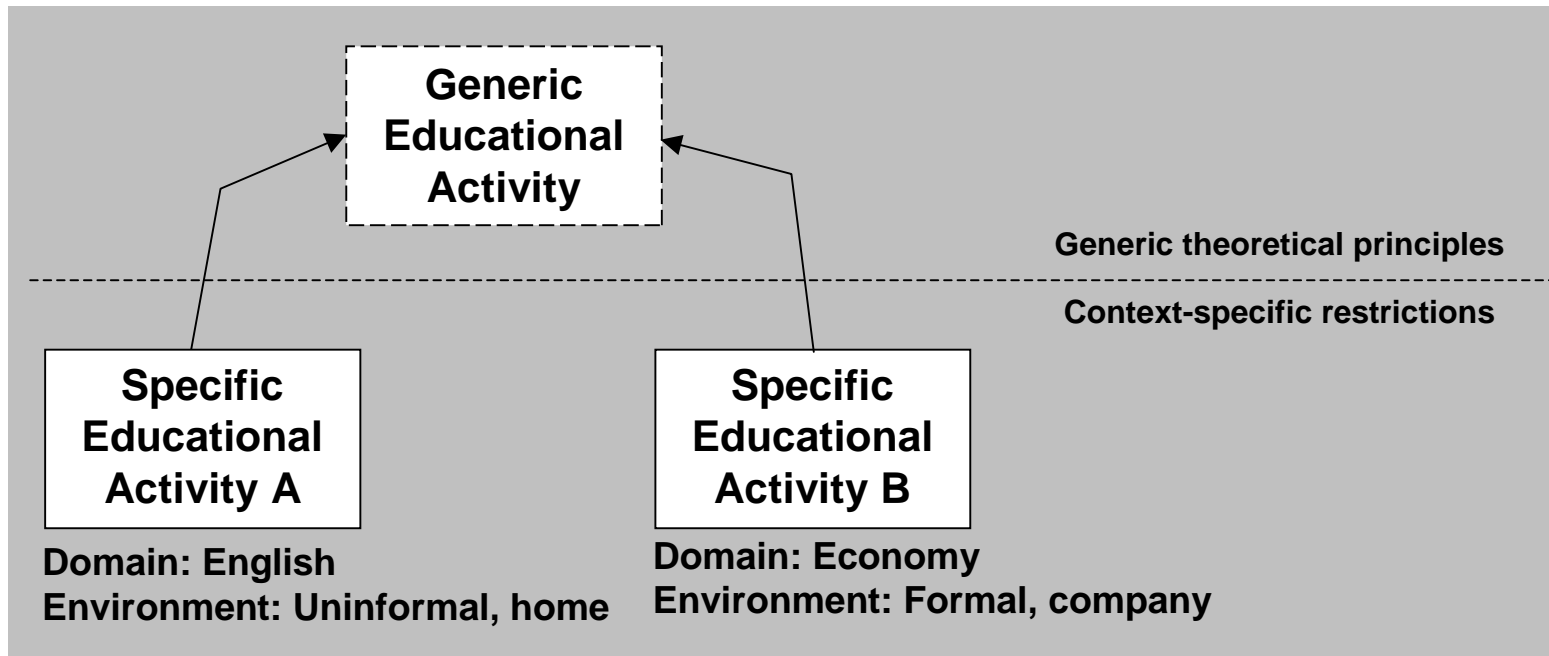 Generic
Educational
Activity
Generic theoretical principles
Context-specific restrictions
Specific
Educational
Activity A
Domain: English
Environment: Uninformal, home
Specific
Educational
Activity B
Domain: Economy
Environment: Formal, company